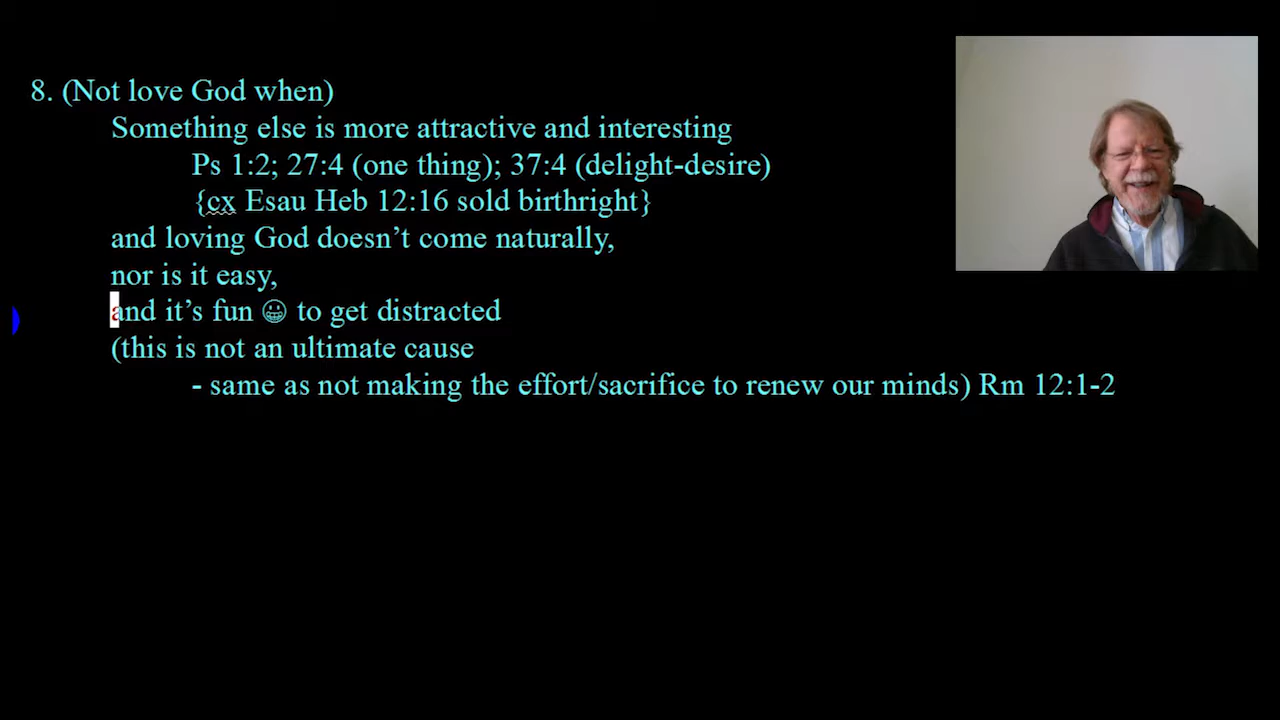 8. (Not love God when)
Something else is more attractive and interesting
Ps 1:2; 27:4 (one thing); 37:4 (delight-desire)
{cx Esau Heb 12:16 sold birthright}
and loving God doesn’t come naturally,
nor is it easy,
and it’s fun 😀 to get distracted
(this is not an ultimate cause
- same as not making the effort/sacrifice to renew our minds) Rm 12:1-2